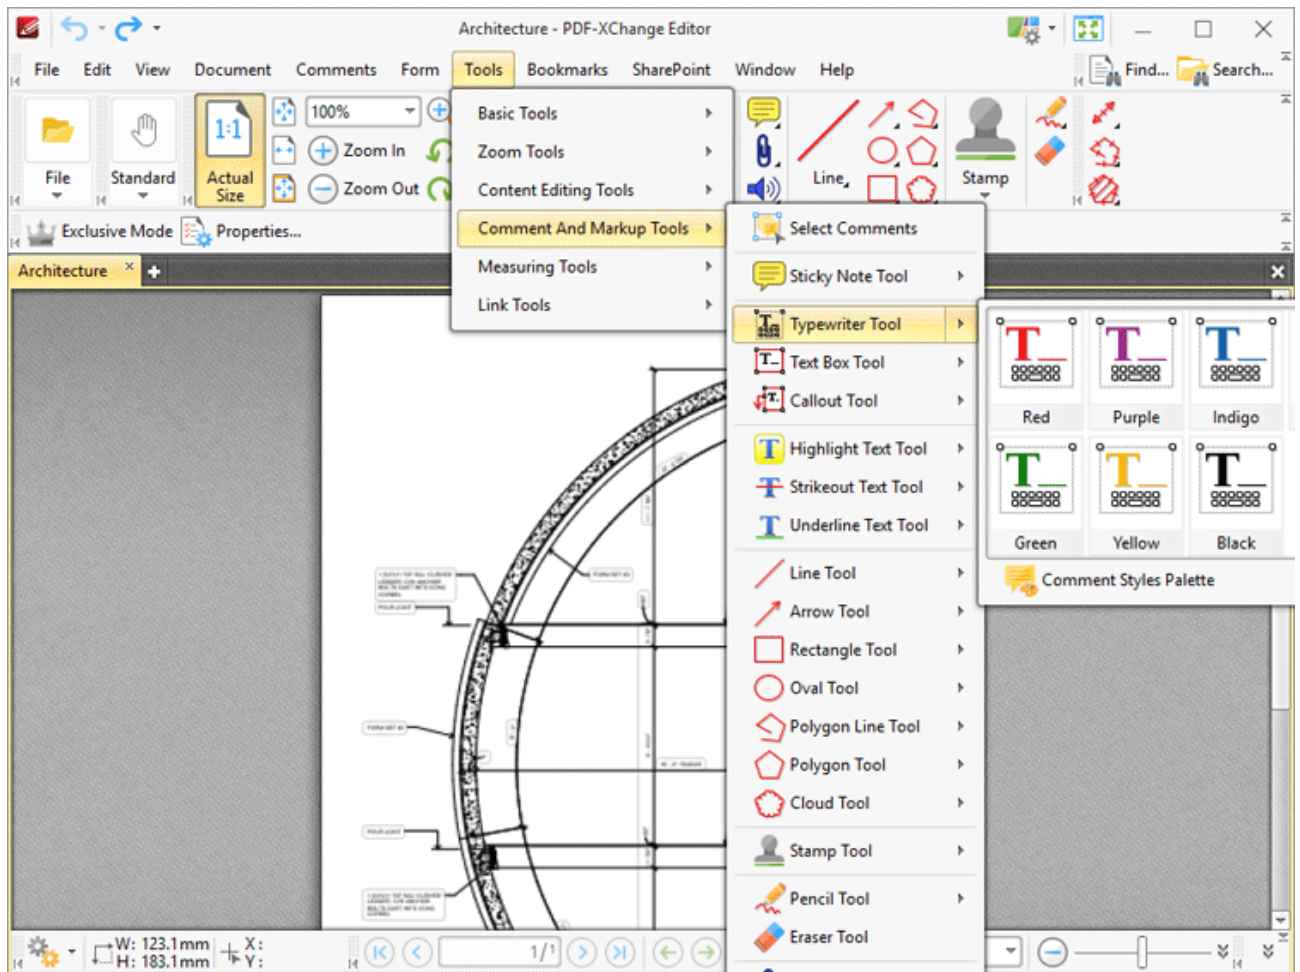 Architecture - PDF-XChange Editor
File Edit View Document Comments Form Tools Bookmarks SharePoint Window Help Find... Search...
File
Standard
1:1
Actual Size
100%
Zoom In
Zoom Out
Line
Stamp
Exclusive Mode Properties...
Architecture
Basic Tools
Zoom Tools
Content Editing Tools
Comment And Markup Tools
Measuring Tools
Link Tools
Select Comments
Sticky Note Tool
Typewriter Tool
Text Box Tool
Callout Tool
Highlight Text Tool
Strikeout Text Tool
Underline Text Tool
Line Tool
Arrow Tool
Rectangle Tool
Oval Tool
Polygon Line Tool
Polygon Tool
Cloud Tool
Stamp Tool
Pencil Tool
Eraser Tool
Red Purple Indigo
Green Yellow Black
Comment Styles Palette
W: 123.1mm
H: 183.1mm
X:
Y:
1/1